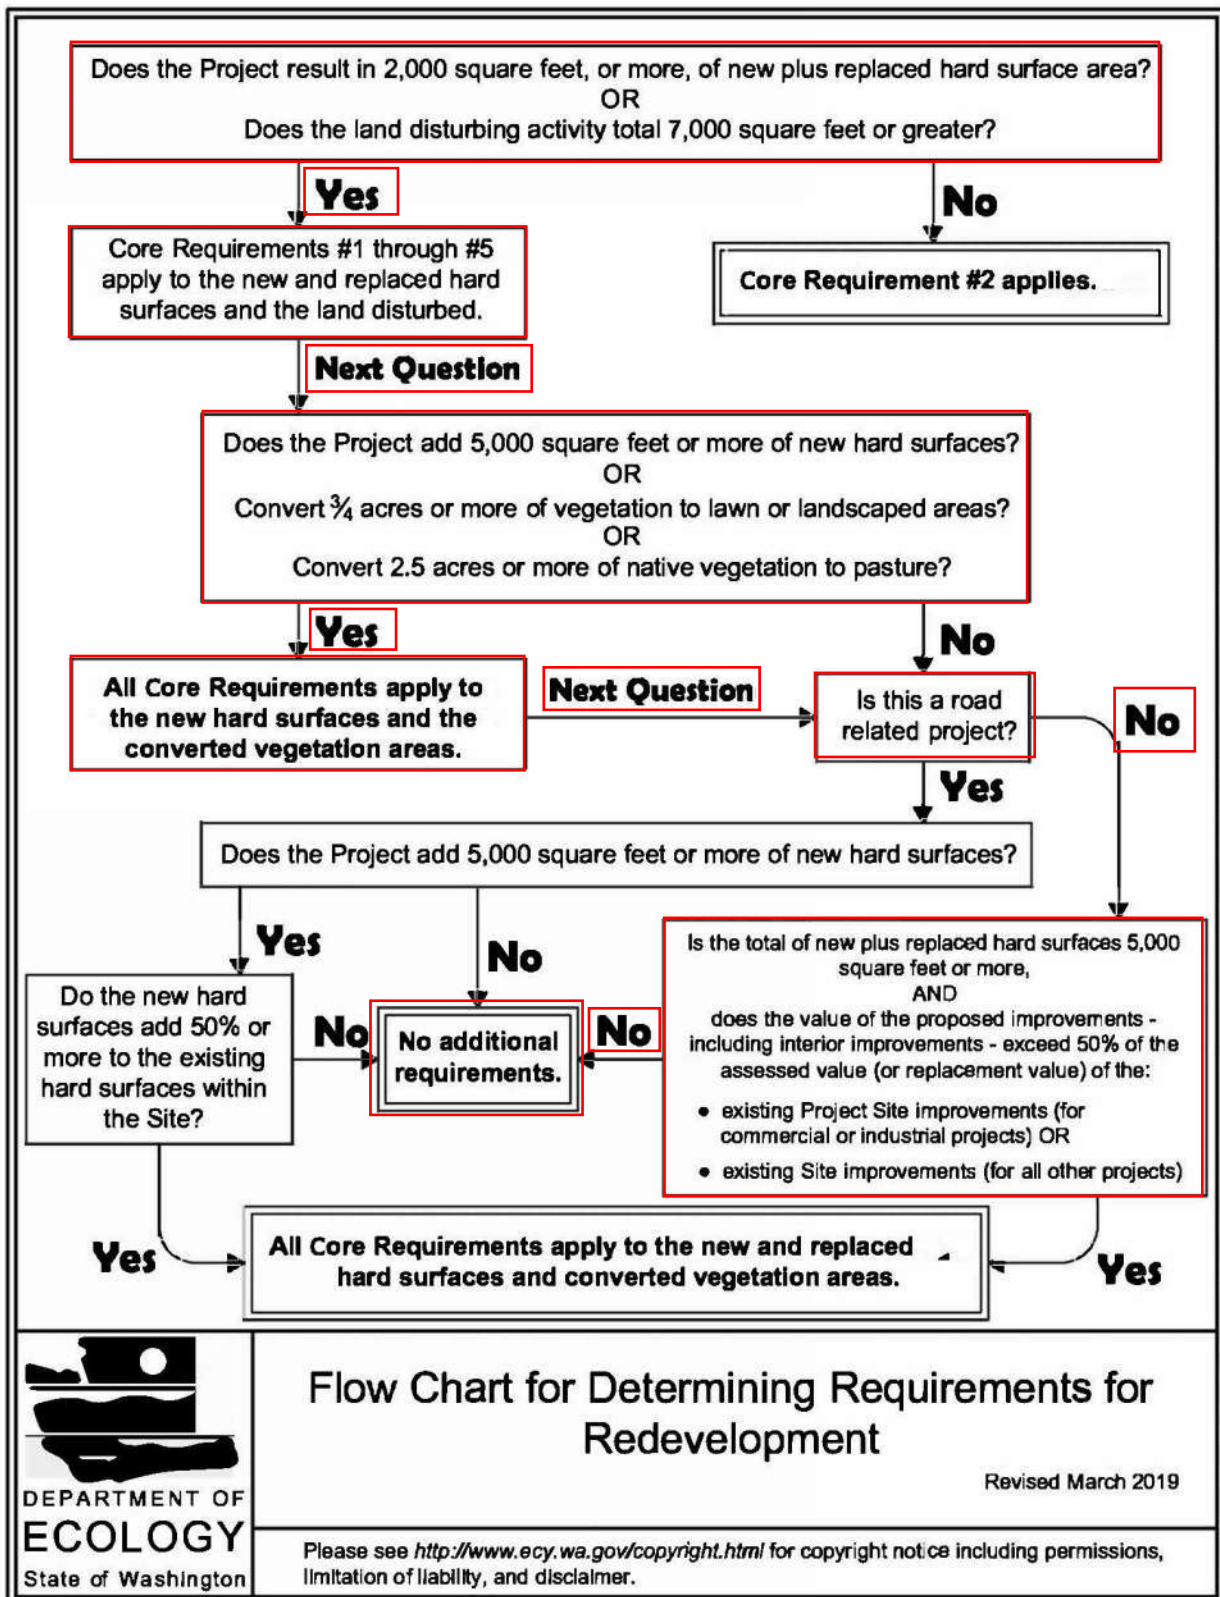 Does the Project result in 2,000 square feet, or more, of new plus replaced hard surface area?
OR
Does the land disturbing activity total 7,000 square feet or greater?
Yes
No
Core Requirements #1 through #5
apply to the new and replaced hard
surfaces and the land disturbed.
Core Requirement #2 applies.
Next Question
Does the Project add 5,000 square feet or more of new hard surfaces?
OR
Convert ¾ acres or more of vegetation to lawn or landscaped areas?
OR
Convert 2.5 acres or more of native vegetation to pasture?
Yes
No
All Core Requirements apply to
the new hard surfaces and the
converted vegetation areas.
Next Question
Is this a road
related project?
No
Yes
Does the Project add 5,000 square feet or more of new hard surfaces?
Yes
No
Do the new hard
surfaces add 50% or
more to the existing
hard surfaces within
the Site?
No
No additional
requirements.
No
Is the total of new plus replaced hard surfaces 5,000
square feet or more,
AND
does the value of the proposed improvements -
including interior improvements - exceed 50% of the
assessed value (or replacement value) of the:
• existing Project Site improvements (for
commercial or industrial projects) OR
• existing Site improvements (for all other projects)
Yes
All Core Requirements apply to the new and replaced
hard surfaces and converted vegetation areas.
Yes
DEPARTMENT OF
ECOLOGY
State of Washington
Flow Chart for Determining Requirements for
Redevelopment
Revised March 2019
Please see http://www.ecy.wa.gov/copyright.html for copyright notice including permissions,
limitation of liability, and disclaimer.